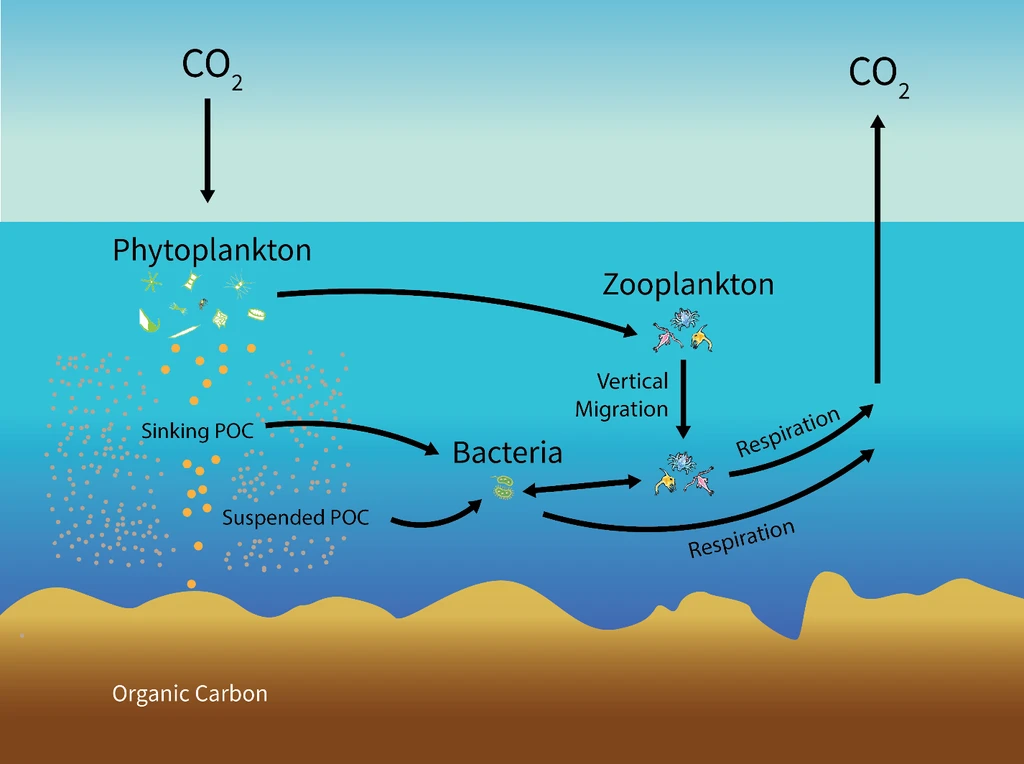 CO₂
CO₂
Phytoplankton
Zooplankton
Vertical
Migration
Sinking POC
Bacteria
Respiration
Suspended POC
Respiration
Organic Carbon